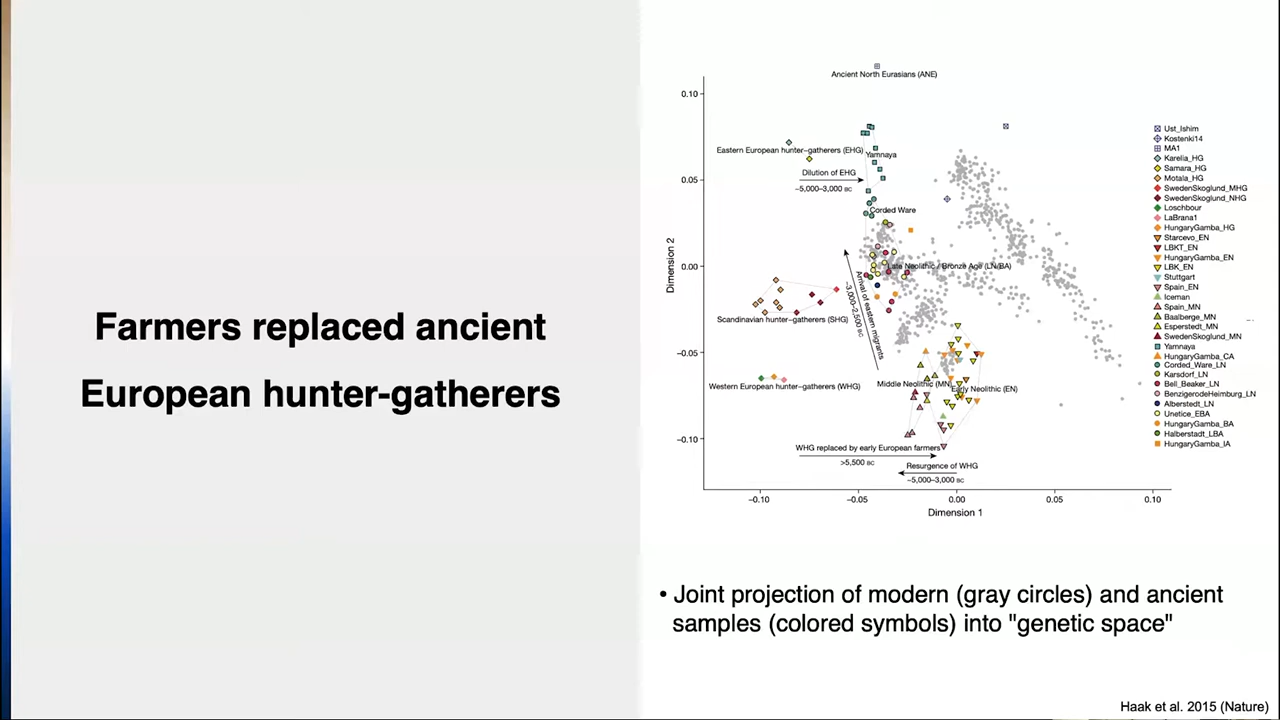 Farmers replaced ancient
European hunter-gatherers
Ancient North Eurasians (ANE)
0.10
Eastern European hunter–gatherers (EHG)
Yamnaya
Dilution of EHG
~5,000–3,000 BC
0.05
Corded Ware
Dimension 2
0.00
Late Neolithic / Bronze Age (LN/BA)
Arrival of eastern migrants
~3,000–2,500 BC
Scandinavian hunter–gatherers (SHG)
−0.05
Western European hunter–gatherers (WHG)
Middle Neolithic (MN)
Early Neolithic (EN)
−0.10
WHG replaced by early European farmers
>5,500 BC
Resurgence of WHG
~5,000–3,000 BC
−0.10
−0.05
0.00
0.05
0.10
Dimension 1
Ust_Ishim
Kostenki14
MA1
Karelia_HG
Samara_HG
Motala_HG
SwedenSkoglund_MHG
SwedenSkoglund_NHG
Loschbour
LaBrana1
HungaryGamba_HG
Starcevo_EN
LBKT_EN
HungaryGamba_EN
LBK_EN
Stuttgart
Spain_EN
Iceman
Spain_MN
Baalberge_MN
Esperstedt_MN
SwedenSkoglund_MN
Yamnaya
HungaryGamba_CA
Corded_Ware_LN
Karsdorf_LN
Bell_Beaker_LN
BenzigerodeHeimburg_LN
Alberstedt_LN
Unetice_EBA
HungaryGamba_BA
Halberstadt_LBA
HungaryGamba_IA
• Joint projection of modern (gray circles) and ancient
samples (colored symbols) into "genetic space"
Haak et al. 2015 (Nature)